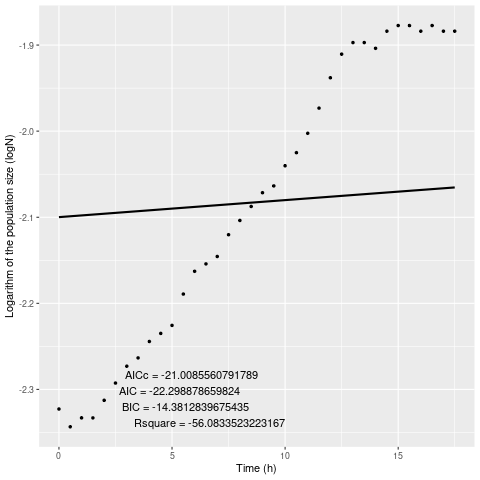 Logarithm of the population size (logN)
-1.9
-2.0
-2.1
-2.2
-2.3
AICc = -21.0085560791789
AIC = -22.298878659824
BIC = -14.3812839675435
Rsquare = -56.0833523223167
0 5 10 15
Time (h)